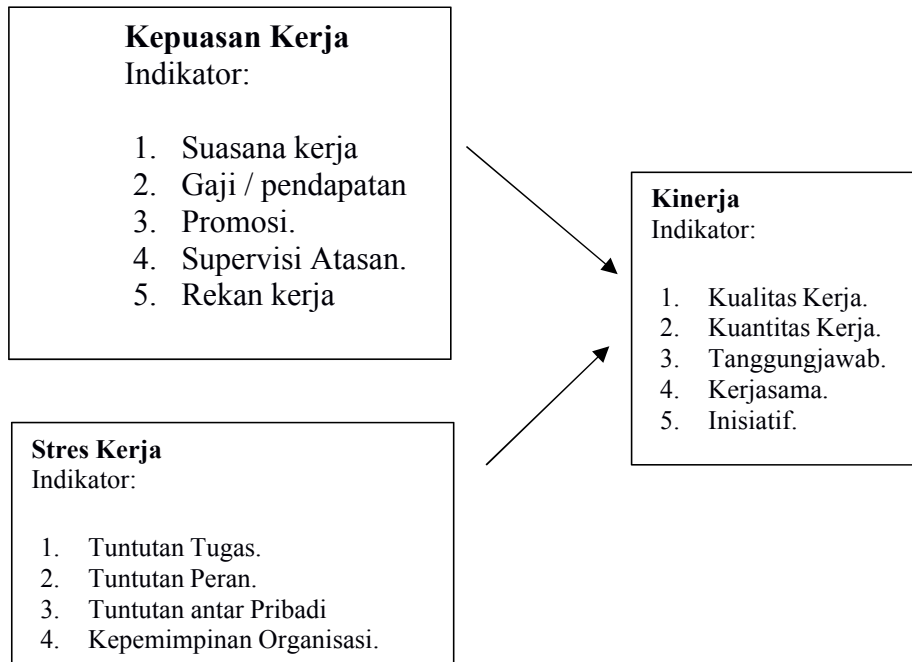 Kepuasan Kerja
Indikator:
1. Suasana kerja
2. Gaji / pendapatan
3. Promosi.
4. Supervisi Atasan.
5. Rekan kerja
Kinerja
Indikator:
1. Kualitas Kerja.
2. Kuantitas Kerja.
3. Tanggungjawab.
4. Kerjasama.
5. Inisiatif.
Stres Kerja
Indikator:
1. Tuntutan Tugas.
2. Tuntutan Peran.
3. Tuntutan antar Pribadi
4. Kepemimpinan Organisasi.